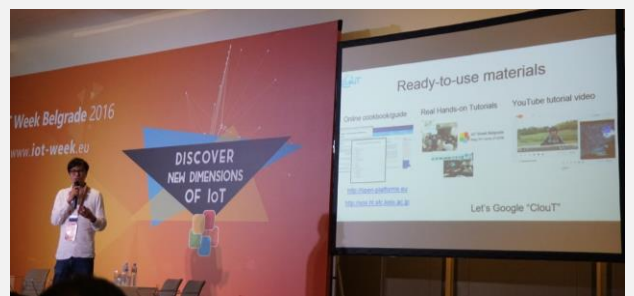 Week Belgrade 2016
www.iot-week.eu
DISCOVER
NEW DIMENSIONS
OF IoT
Ready-to-use materials
Online cookbook/guide
Real Hands-on Tutorials
YouTube tutorial video
Let's Google "ClouT"